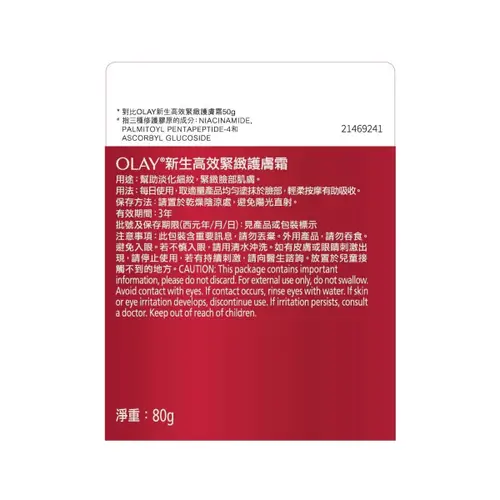 * 對比OLAY新生高效緊緻護膚霜50g
* 指三種修護膠原的成分: NIACINAMIDE,
PALMITOYL PENTAPEPTIDE-4和
ASCORBYL GLUCOSIDE
21469241
OLAY®新生高效緊緻護膚霜
用途：幫助淡化細紋，緊緻臉部肌膚。
用法：每日使用，取適量產品均勻塗抹於臉部，輕柔按摩有助吸收。
保存方法：請置於乾燥陰涼處，避免陽光直射。
有效期間：3年
批號及保存期限(西元年/月/日)：見產品或包裝標示
注意事項：此包裝含重要訊息，請勿丟棄。外用產品，請勿吞食。
避免入眼。若不慎入眼，請用清水沖洗。如有皮膚或眼睛刺激出
現，請停止使用，若有持續刺激，請向醫生諮詢。放置於兒童接
觸不到的地方。CAUTION: This package contains important
information, please do not discard. For external use only, do not swallow.
Avoid contact with eyes. If contact occurs, rinse eyes with water. If skin
or eye irritation develops, discontinue use. If irritation persists, consult
a doctor. Keep out of reach of children.
淨重：80g